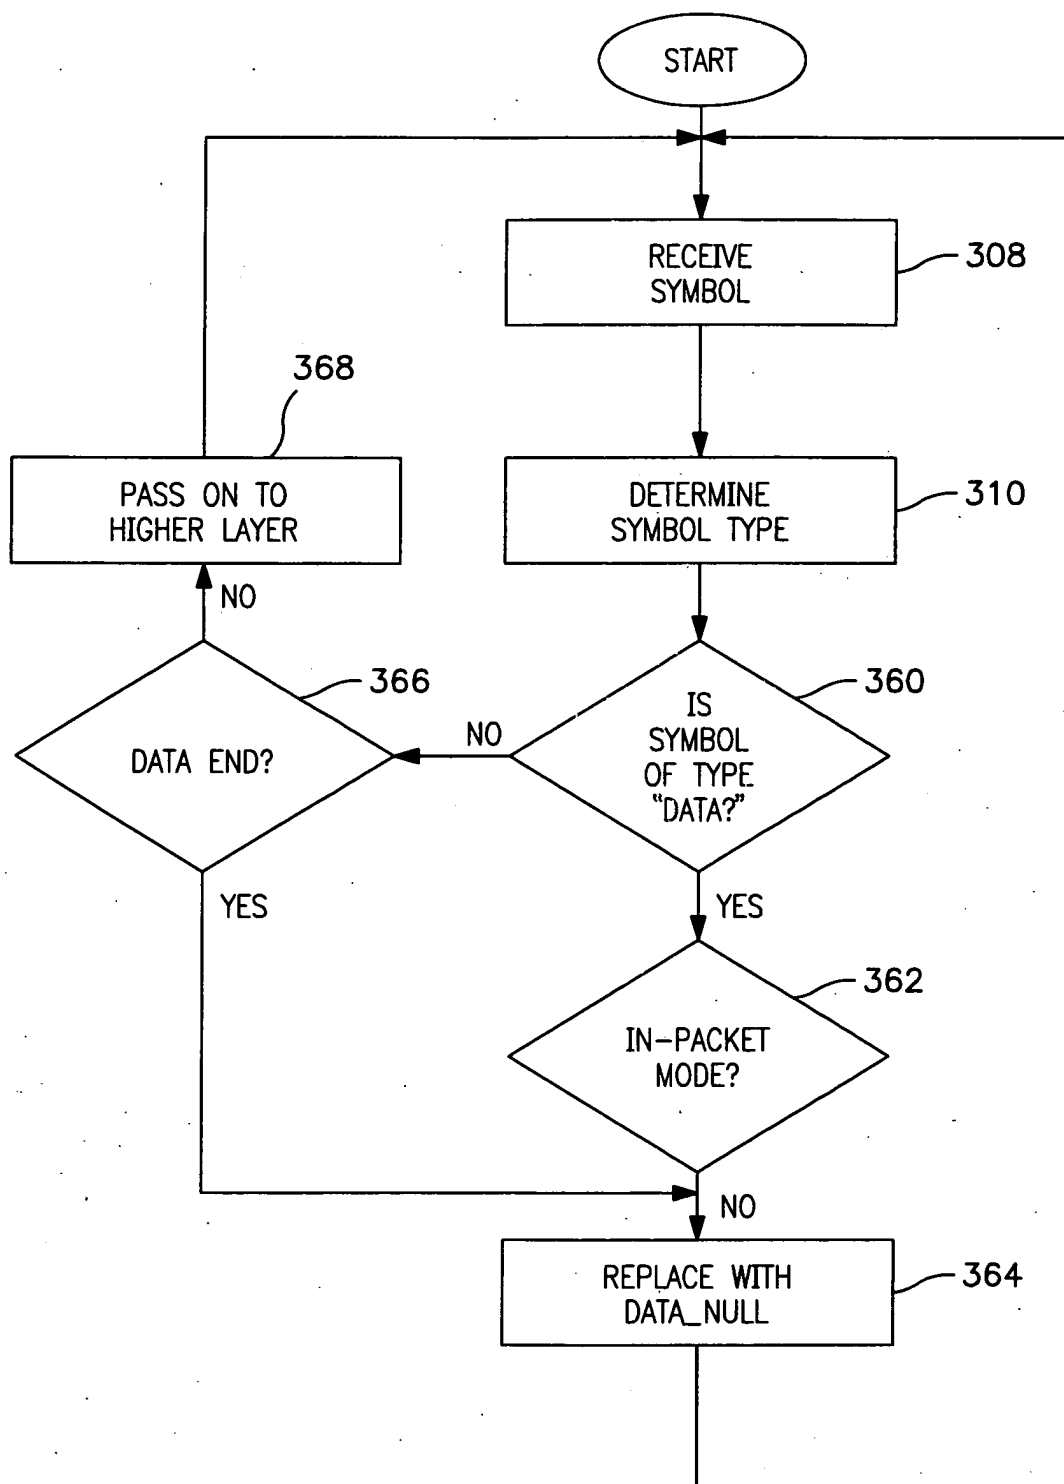 START
RECEIVE
SYMBOL
308
368
PASS ON TO
HIGHER LAYER
DETERMINE
SYMBOL TYPE
310
NO
366
DATA END?
NO
IS
SYMBOL
OF TYPE
"DATA?"
360
YES
YES
362
IN-PACKET
MODE?
NO
REPLACE WITH
DATA_NULL
364